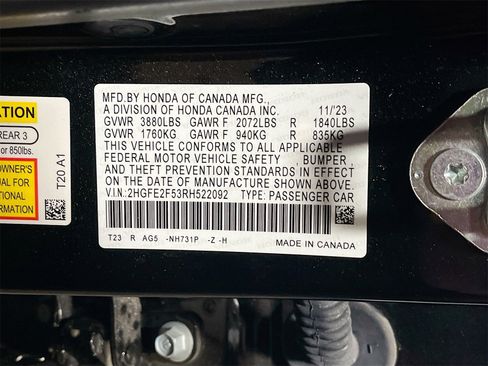 MFD.BY HONDA OF CANADA MFG.,
A DIVISION OF HONDA CANADA INC. 11/'23
GVWR 3880LBS GAWR F 2072LBS R 1840LBS
GVWR 1760KG GAWR F 940KG R 835KG
THIS VEHICLE CONFORMS TO ALL APPLICABLE
FEDERAL MOTOR VEHICLE SAFETY , BUMPER ,
AND THEFT PREVENTION STANDARDS IN EFFECT
ON THE DATE OF MANUFACTURE SHOWN ABOVE.
V.I.N.:2HGFE2F53RH522092 TYPE: PASSENGER CAR
T23 R AG5 -NH731P -Z -H
MADE IN CANADA
ATION
REAR 3
or 850lbs.
OWNER'S
UAL FOR
TIONAL
RMATION
T20 A1